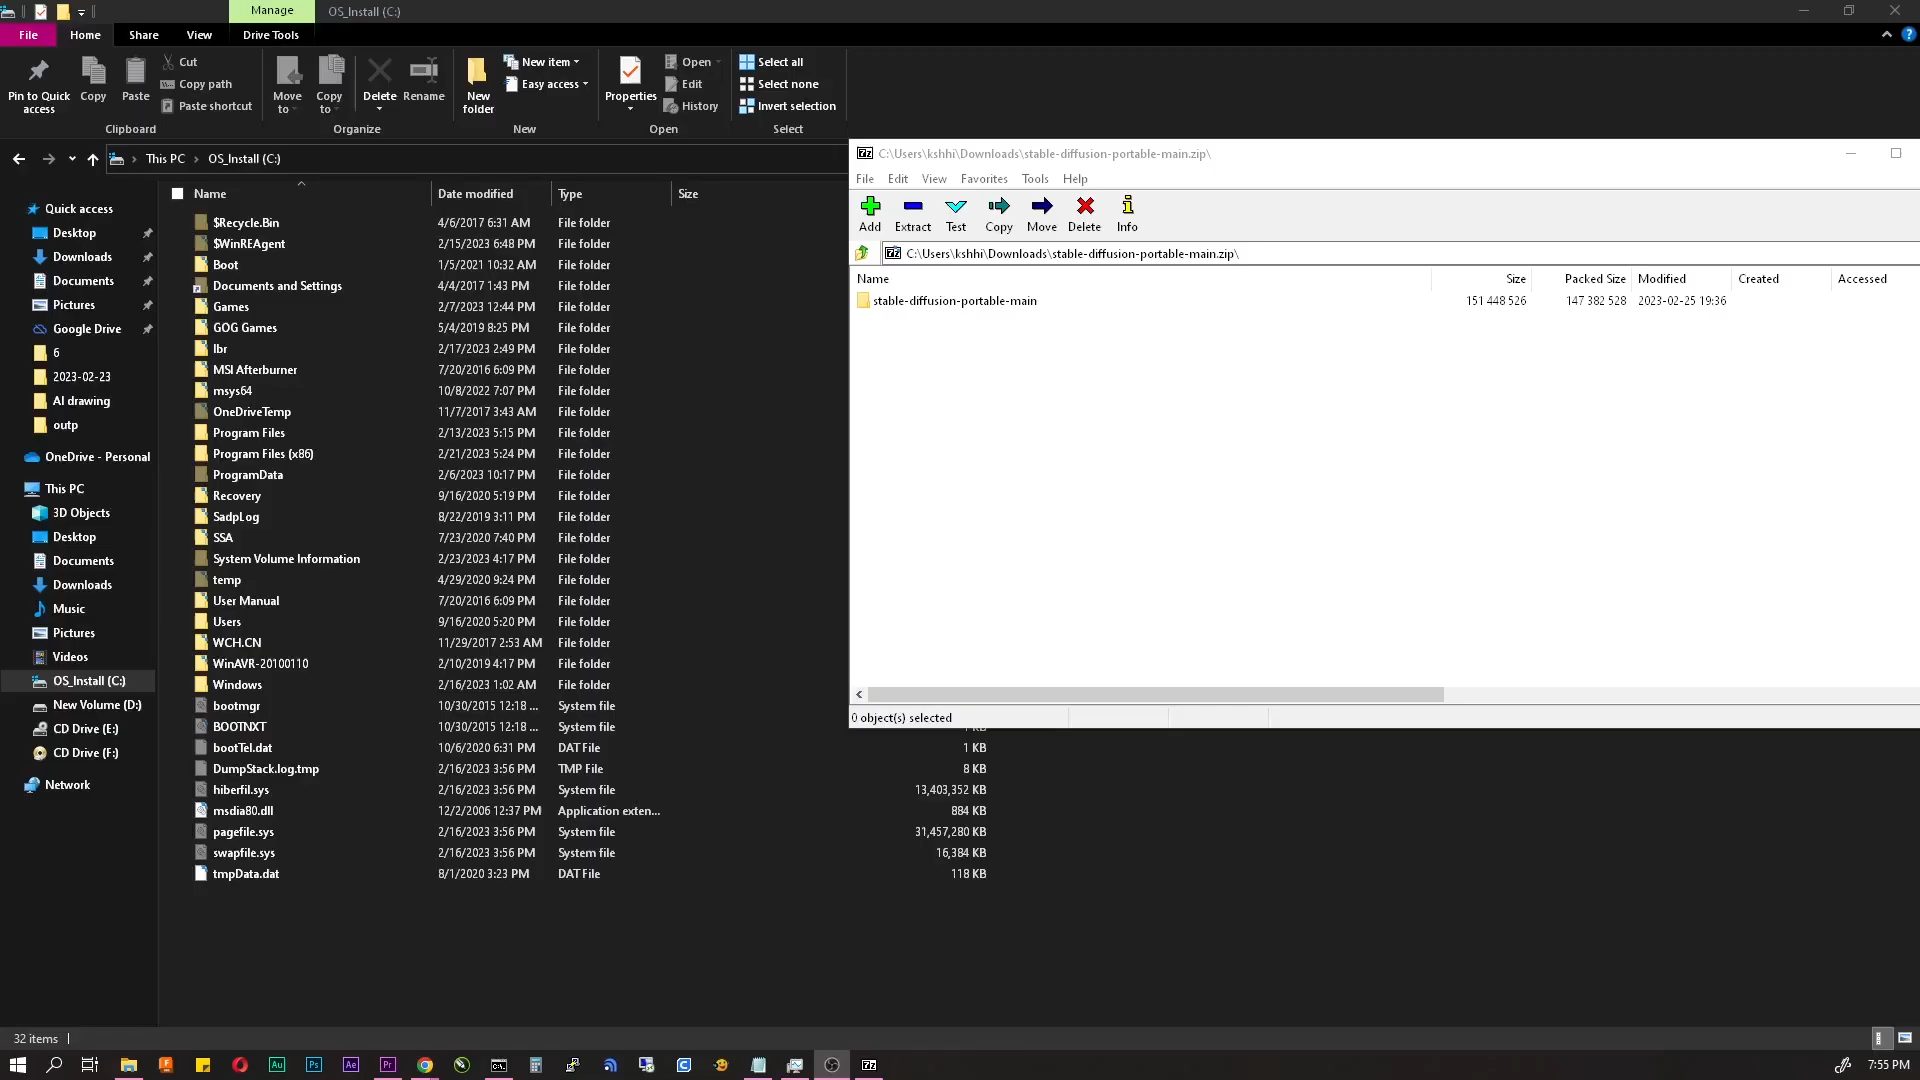 Manage
OS_Install (C:)
File
Home
Share
View
Drive Tools
Pin to Quick access
Copy
Paste
Cut
Copy path
Paste shortcut
Clipboard
Move to
Copy to
Delete
Rename
Organize
New folder
New item
Easy access
New
Properties
Open
Edit
History
Open
Select all
Select none
Invert selection
Select
This PC
OS_Install (C:)
Quick access
Desktop
Downloads
Documents
Pictures
Google Drive
6
2023-02-23
AI drawing
outp
OneDrive - Personal
This PC
3D Objects
Desktop
Documents
Downloads
Music
Pictures
Videos
OS_Install (C:)
New Volume (D:)
CD Drive (E:)
CD Drive (F:)
Network
Name Date modified Type Size
$Recycle.Bin 4/6/2017 6:31 AM File folder
$WinREAgent 2/15/2023 6:48 PM File folder
Boot 1/5/2021 10:32 AM File folder
Documents and Settings 4/4/2017 1:43 PM File folder
Games 2/7/2023 12:44 PM File folder
GOG Games 5/4/2019 8:25 PM File folder
lbr 2/17/2023 2:49 PM File folder
MSI Afterburner 7/20/2016 6:09 PM File folder
msys64 10/8/2022 7:07 PM File folder
OneDriveTemp 11/7/2017 3:43 AM File folder
Program Files 2/13/2023 5:15 PM File folder
Program Files (x86) 2/21/2023 5:24 PM File folder
ProgramData 2/6/2023 10:17 PM File folder
Recovery 9/16/2020 5:19 PM File folder
SadpLog 8/22/2019 3:11 PM File folder
SSA 7/23/2020 7:40 PM File folder
System Volume Information 2/23/2023 4:17 PM File folder
temp 4/29/2020 9:24 PM File folder
User Manual 7/20/2016 6:09 PM File folder
Users 9/16/2020 5:20 PM File folder
WCH.CN 11/29/2017 2:53 AM File folder
WinAVR-20100110 2/10/2019 4:17 PM File folder
Windows 2/16/2023 1:02 AM File folder
bootmgr 10/30/2015 12:18 ... System file
BOOTNXT 10/30/2015 12:18 ... System file 1 KB
bootTel.dat 10/6/2020 6:31 PM DAT File 1 KB
DumpStack.log.tmp 2/16/2023 3:56 PM TMP File 8 KB
hiberfil.sys 2/16/2023 3:56 PM System file 13,403,352 KB
msdia80.dll 12/2/2006 12:37 PM Application exten... 884 KB
pagefile.sys 2/16/2023 3:56 PM System file 31,457,280 KB
swapfile.sys 2/16/2023 3:56 PM System file 16,384 KB
tmpData.dat 8/1/2020 3:23 PM DAT File 118 KB
C:\Users\kshhi\Downloads\stable-diffusion-portable-main.zip\
File Edit View Favorites Tools Help
Add Extract Test Copy Move Delete Info
C:\Users\kshhi\Downloads\stable-diffusion-portable-main.zip\
Name Size Packed Size Modified Created Accessed
stable-diffusion-portable-main 151 448 526 147 382 528 2023-02-25 19:36
0 object(s) selected
32 items
Au
Ps
Ae
Pr
7z
7:55 PM